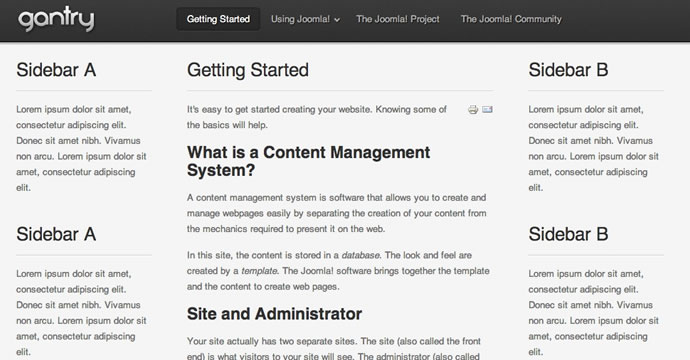 gantry
Getting Started
Using Joomla!
The Joomla! Project
The Joomla! Community
Sidebar A
Lorem ipsum dolor sit amet,
consectetur adipiscing
elit.
Donec sit amet nibh. Vivamus
non arcu. Lorem ipsum dolor sit
amet, consectetur adipiscing
elit.
Sidebar A
Lorem ipsum dolor sit amet,
consectetur adipiscing elit.
Donec sit amet nibh. Vivamus
non arcu. Lorem ipsum dolor sit
amet, consectetur adipiscing
elit.
Getting Started
It's easy to get started creating your website. Knowing some of
the basics will help.
What is a Content Management
System?
A content management system is software that allows you to create and
manage webpages easily by separating the creation of your content from
the mechanics required to present it on the web.
In this site, the content is stored in a database. The look and feel are
created by a template. The Joomla! software brings together the template
and the content to create web pages.
Site and Administrator
Your site actually has two separate sites. The site (also called the front
end) is what visitors to your site will see. The administrator (also called
Sidebar B
Lorem ipsum dolor sit amet,
consectetur adipiscing elit.
Donec sit amet nibh. Vivamus
non arcu. Lorem ipsum dolor sit
amet, consectetur adipiscing
elit.
Sidebar B
Lorem ipsum dolor sit amet,
consectetur adipiscing elit.
Donec sit amet nibh. Vivamus
non arcu. Lorem ipsum dolor sit
amet, consectetur adipiscing
elit.